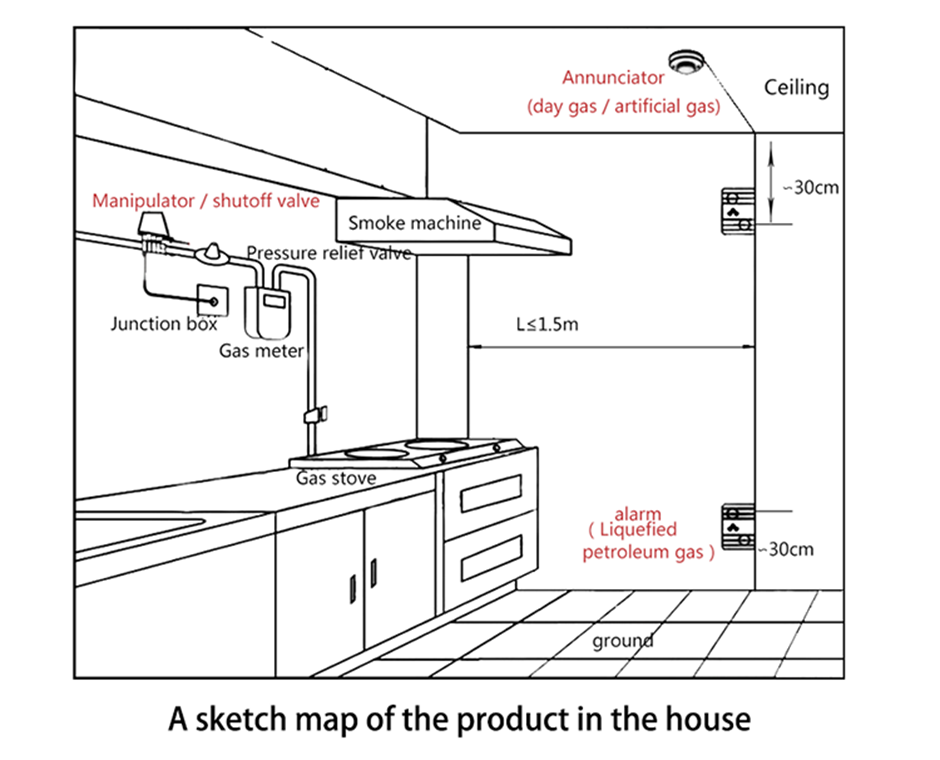 Annunciator
(day gas / artificial gas)
Ceiling
~30cm
Manipulator / shutoff valve
Smoke machine
Pressure relief valve
Junction box
Gas meter
L≤1.5m
Gas stove
alarm
( Liquefied
petroleum gas )
~30cm
ground
A sketch map of the product in the house